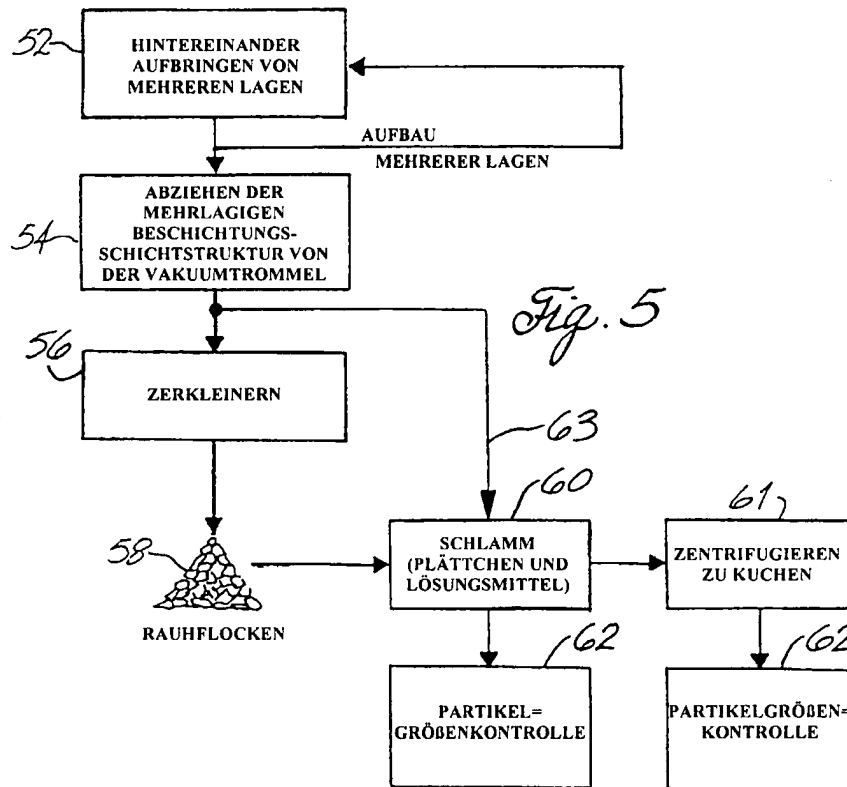 52
HINTEREINANDER
AUFBRINGEN VON
MEHREREN LAGEN
AUFBAU
MEHRERER LAGEN
54
ABZIEHEN DER
MEHRLAGIGEN
BESCHICHTUNGS-
SCHICHTSTRUKTUR VON
DER VAKUUMTROMMEL
Fig. 5
56
ZERKLEINERN
63
58
RAUHFLOCKEN
60
SCHLAMM
(PLÄTTCHEN UND
LÖSUNGSMITTEL)
61
ZENTRIFUGIEREN
ZU KUCHEN
62
PARTIKEL=
GRÖßENKONTROLLE
62
PARTIKELGRÖßEN=
KONTROLLE